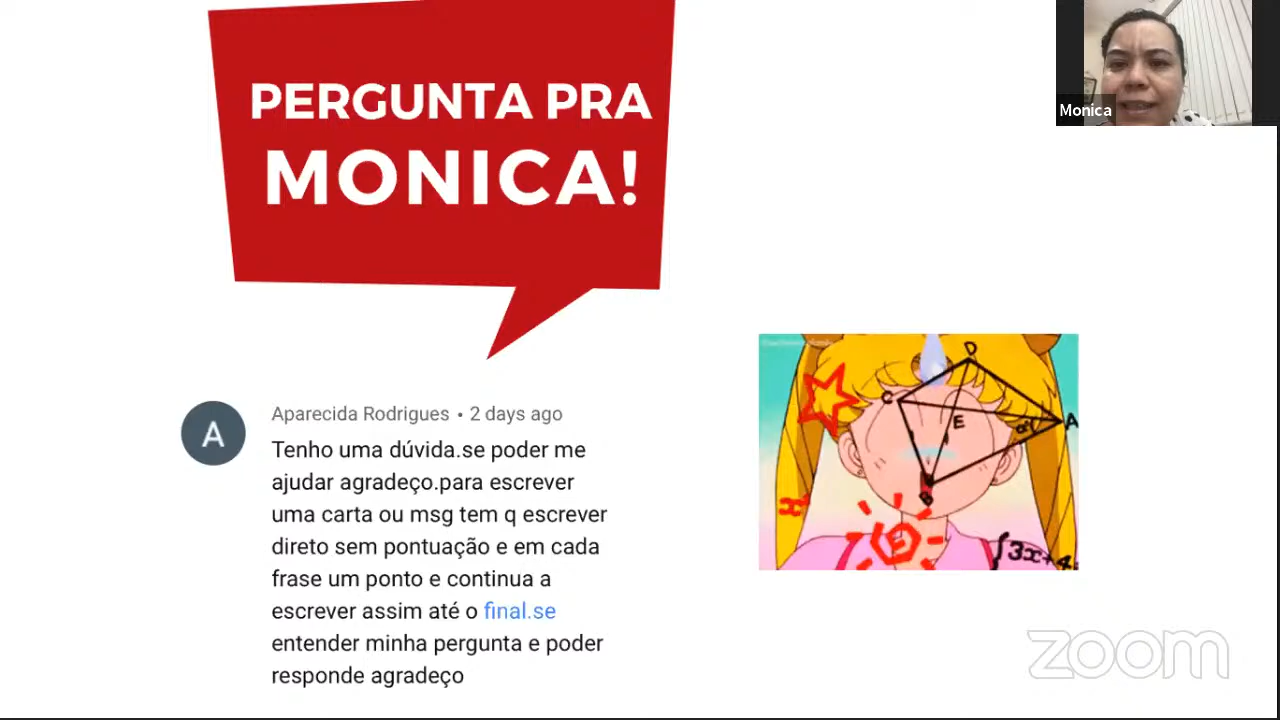 PERGUNTA PRA
MONICA!
Monica
Aparecida Rodrigues • 2 days ago
A
Tenho uma dúvida.se poder me
ajudar agradeço.para escrever
uma carta ou msg tem q escrever
direto sem pontuação e em cada
frase um ponto e continua a
escrever assim até o final.se
entender minha pergunta e poder
responde agradeço
D
C
E
α
A
B
x
E
∫3x+4
zoom